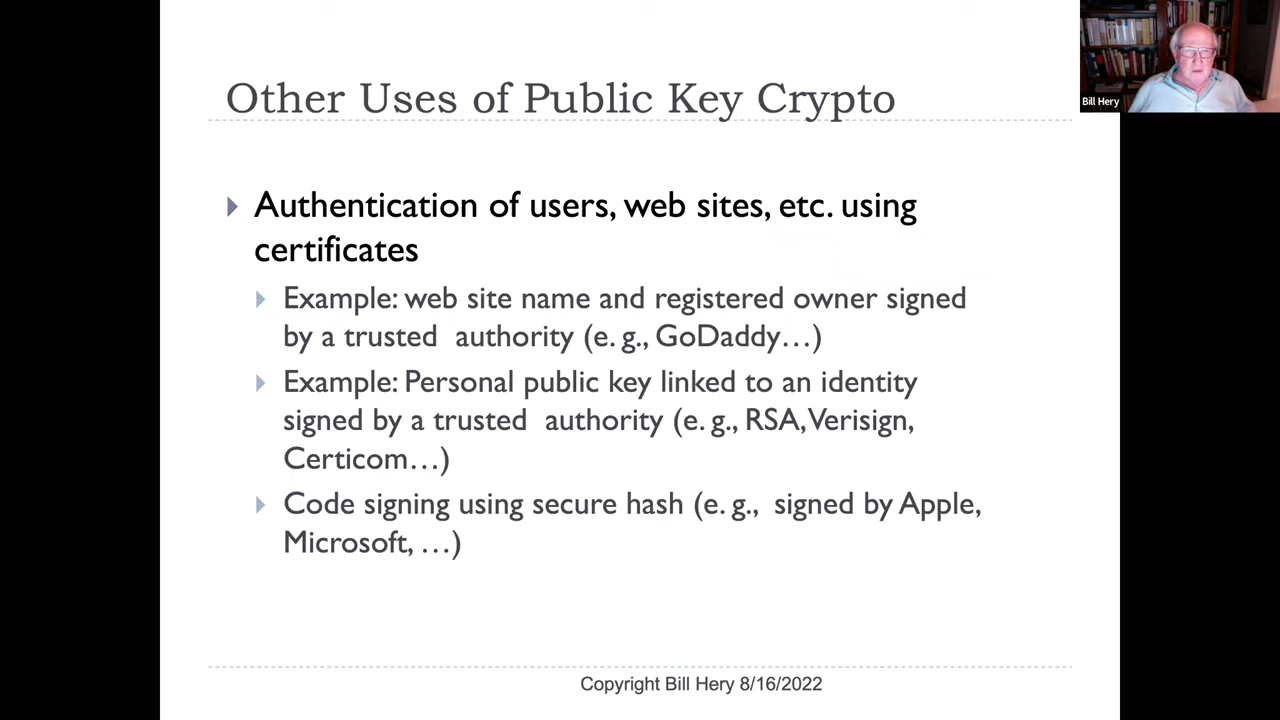 Other Uses of Public Key Crypto
Bill Hery
Authentication of users, web sites, etc. using
certificates
Example: web site name and registered owner signed
by a trusted  authority (e. g., GoDaddy…)
Example: Personal public key linked to an identity
signed by a trusted  authority (e. g., RSA, Verisign,
Certicom…)
Code signing using secure hash (e. g.,  signed by Apple,
Microsoft, …)
Copyright Bill Hery 8/16/2022